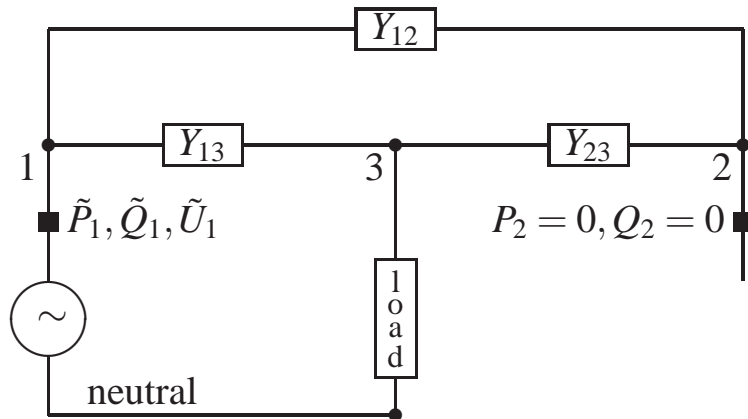 Y₁₂
Y₁₃
Y₂₃
1
3
2
P̃₁, Q̃₁, Ũ₁
P₂ = 0, Q₂ = 0
~
load
neutral